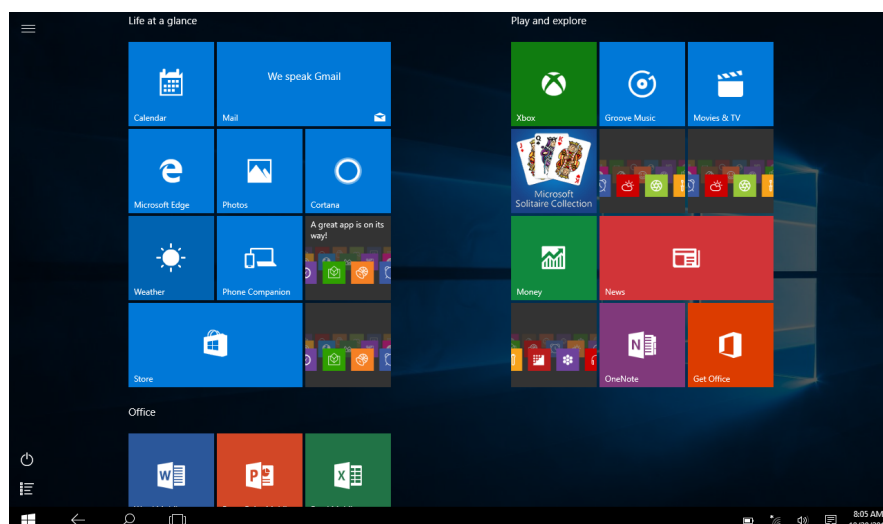 Life at a glance
Play and explore
We speak Gmail
Calendar
Mail
Xbox
Groove Music
Movies & TV
Microsoft Edge
Photos
Cortana
Microsoft
Solitaire Collection
A great app is on its
way!
Weather
Phone Companion
Money
News
Store
OneNote
Get Office
Office
8:05 AM